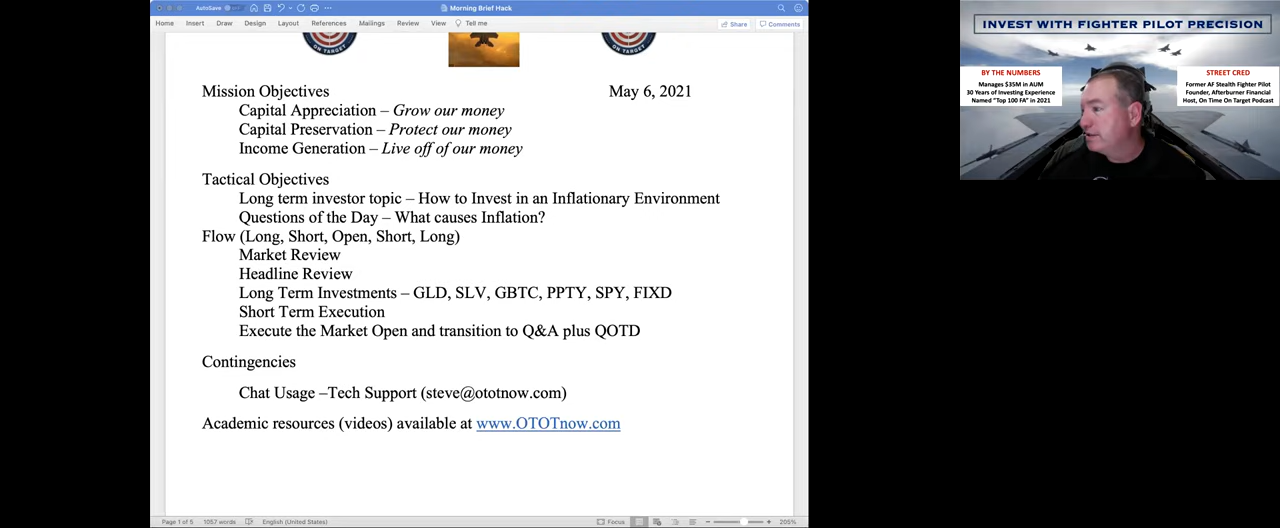 AutoSave
Morning Brief Hack
Home Insert Draw Design Layout References Mailings Review View Tell me
Share Comments
ON TARGET
ON TARGET
Mission Objectives May 6, 2021
Capital Appreciation – Grow our money
Capital Preservation – Protect our money
Income Generation – Live off of our money
Tactical Objectives
Long term investor topic – How to Invest in an Inflationary Environment
Questions of the Day – What causes Inflation?
Flow (Long, Short, Open, Short, Long)
Market Review
Headline Review
Long Term Investments – GLD, SLV, GBTC, PPTY, SPY, FIXD
Short Term Execution
Execute the Market Open and transition to Q&A plus QOTD
Contingencies
Chat Usage –Tech Support (steve@ototnow.com)
Academic resources (videos) available at www.OTOTnow.com
Page 1 of 5 1057 words English (United States) Focus 205%
INVEST WITH FIGHTER PILOT PRECISION
BY THE NUMBERS
Manages $35M in AUM
30 Years of Investing Experience
Named "Top 100 FA" in 2021
STREET CRED
Former AF Stealth Fighter Pilot
Founder, Afterburner Financial
Host, On Time On Target Podcast